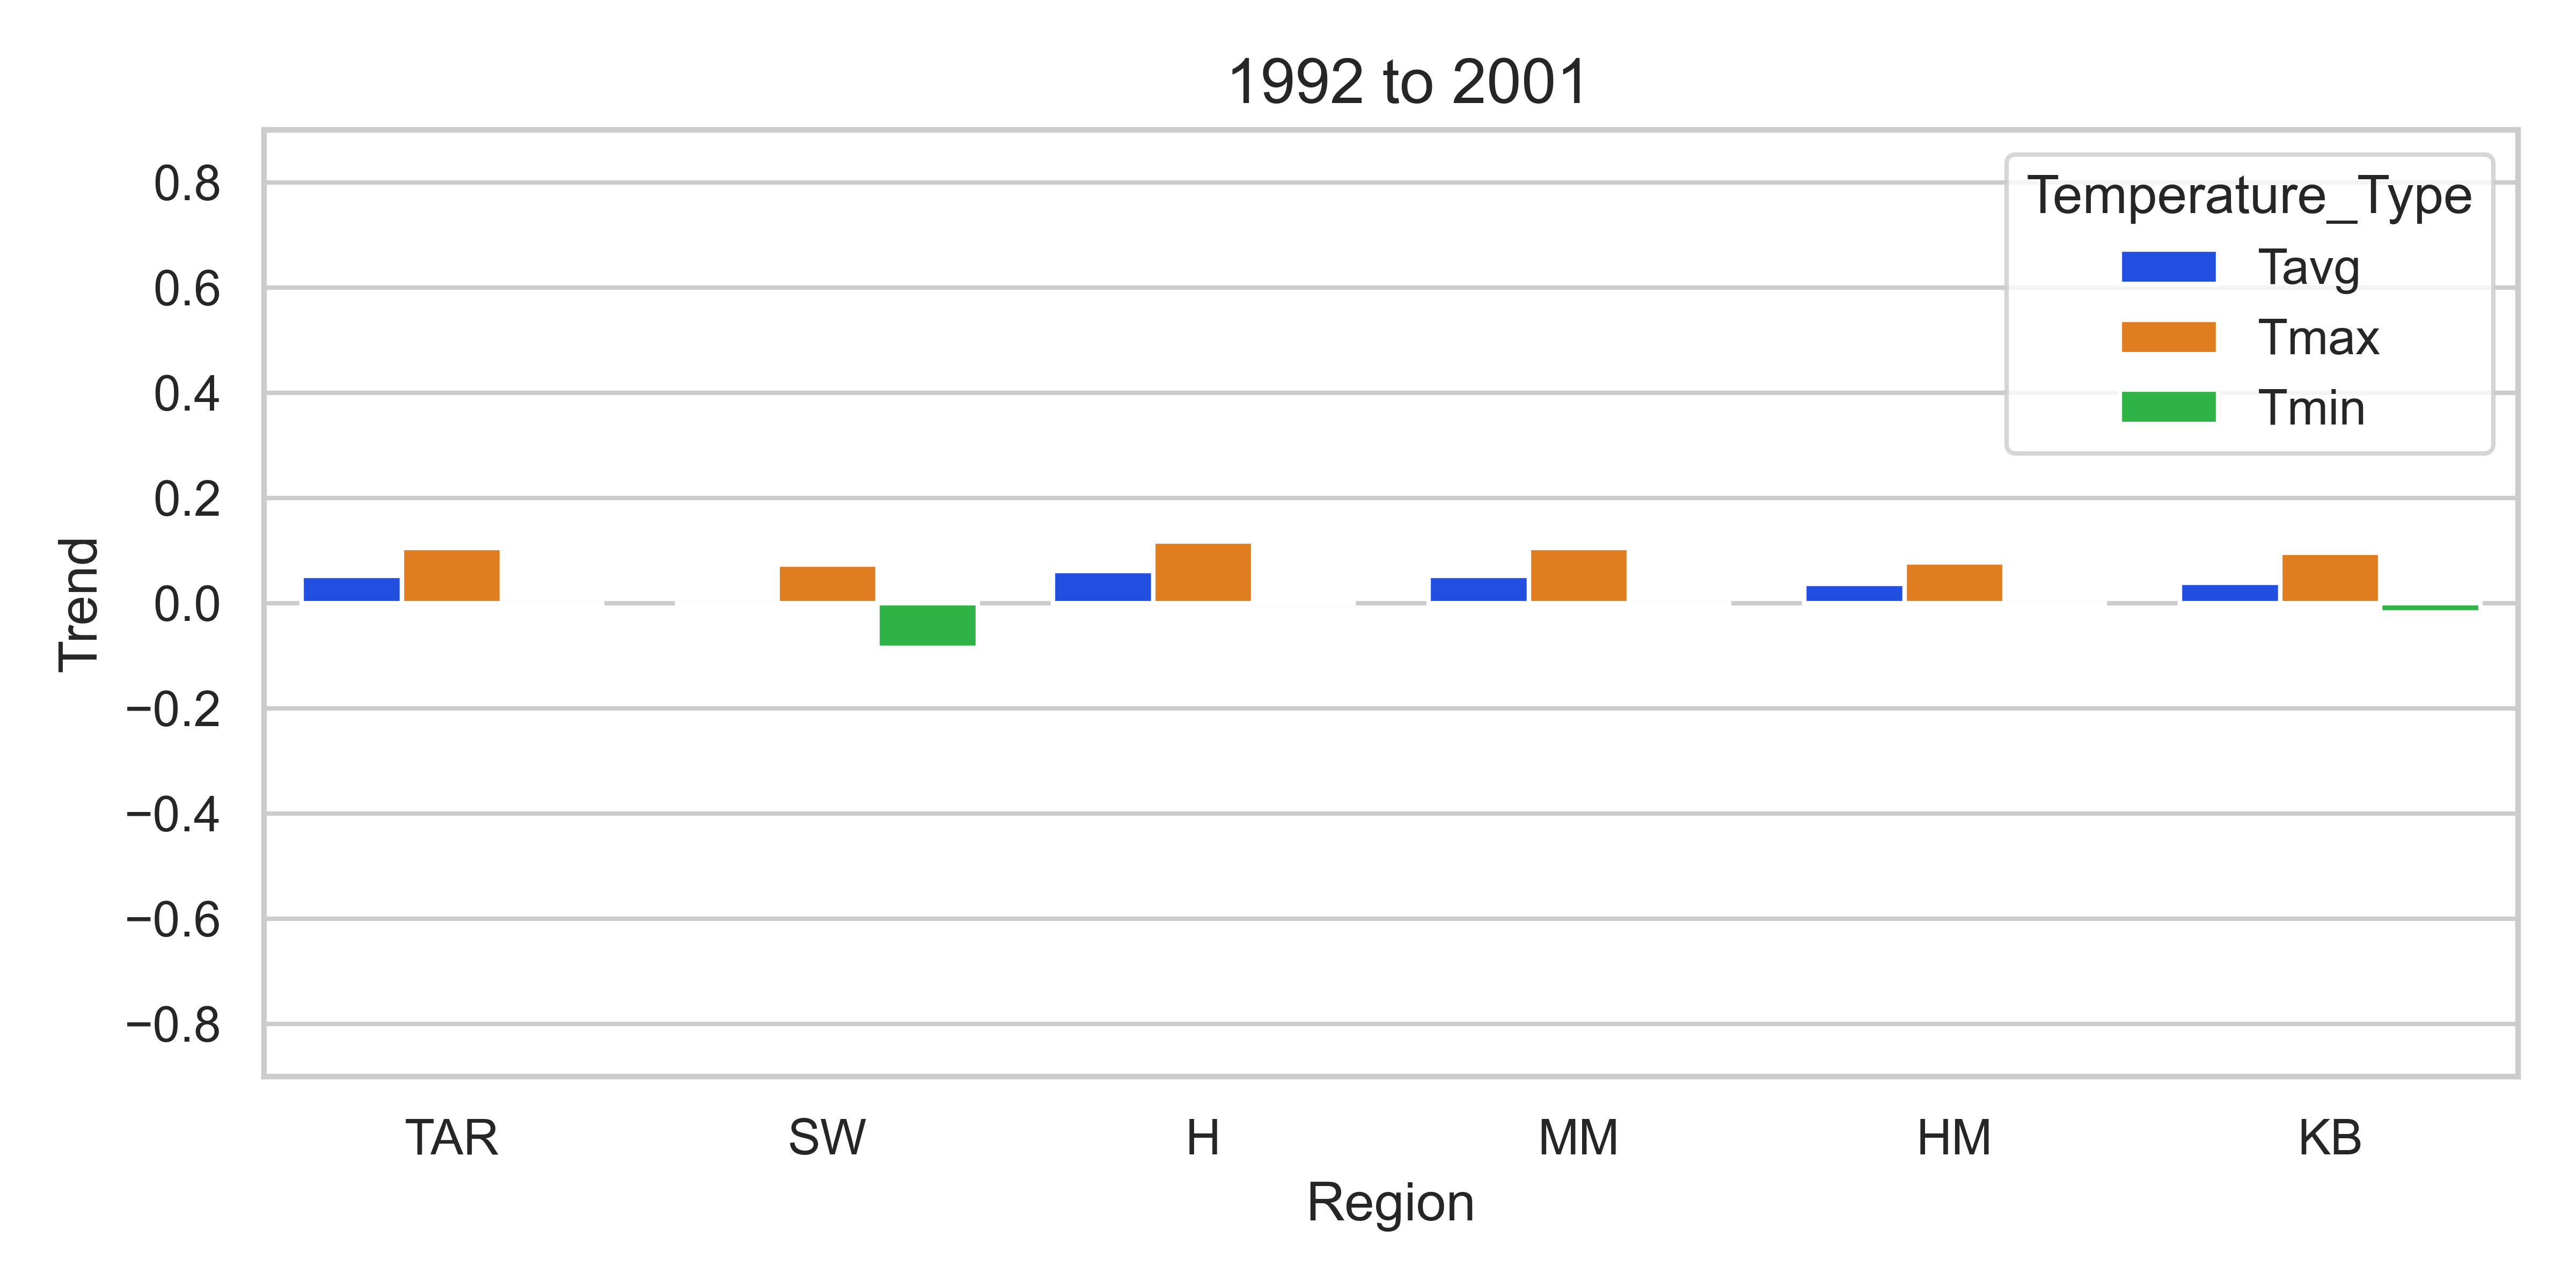 1992 to 2001
Temperature_Type
Tavg
Tmax
Tmin
Trend
0.8
0.6
0.4
0.2
0.0
−0.2
−0.4
−0.6
−0.8
TAR SW H MM HM KB
Region